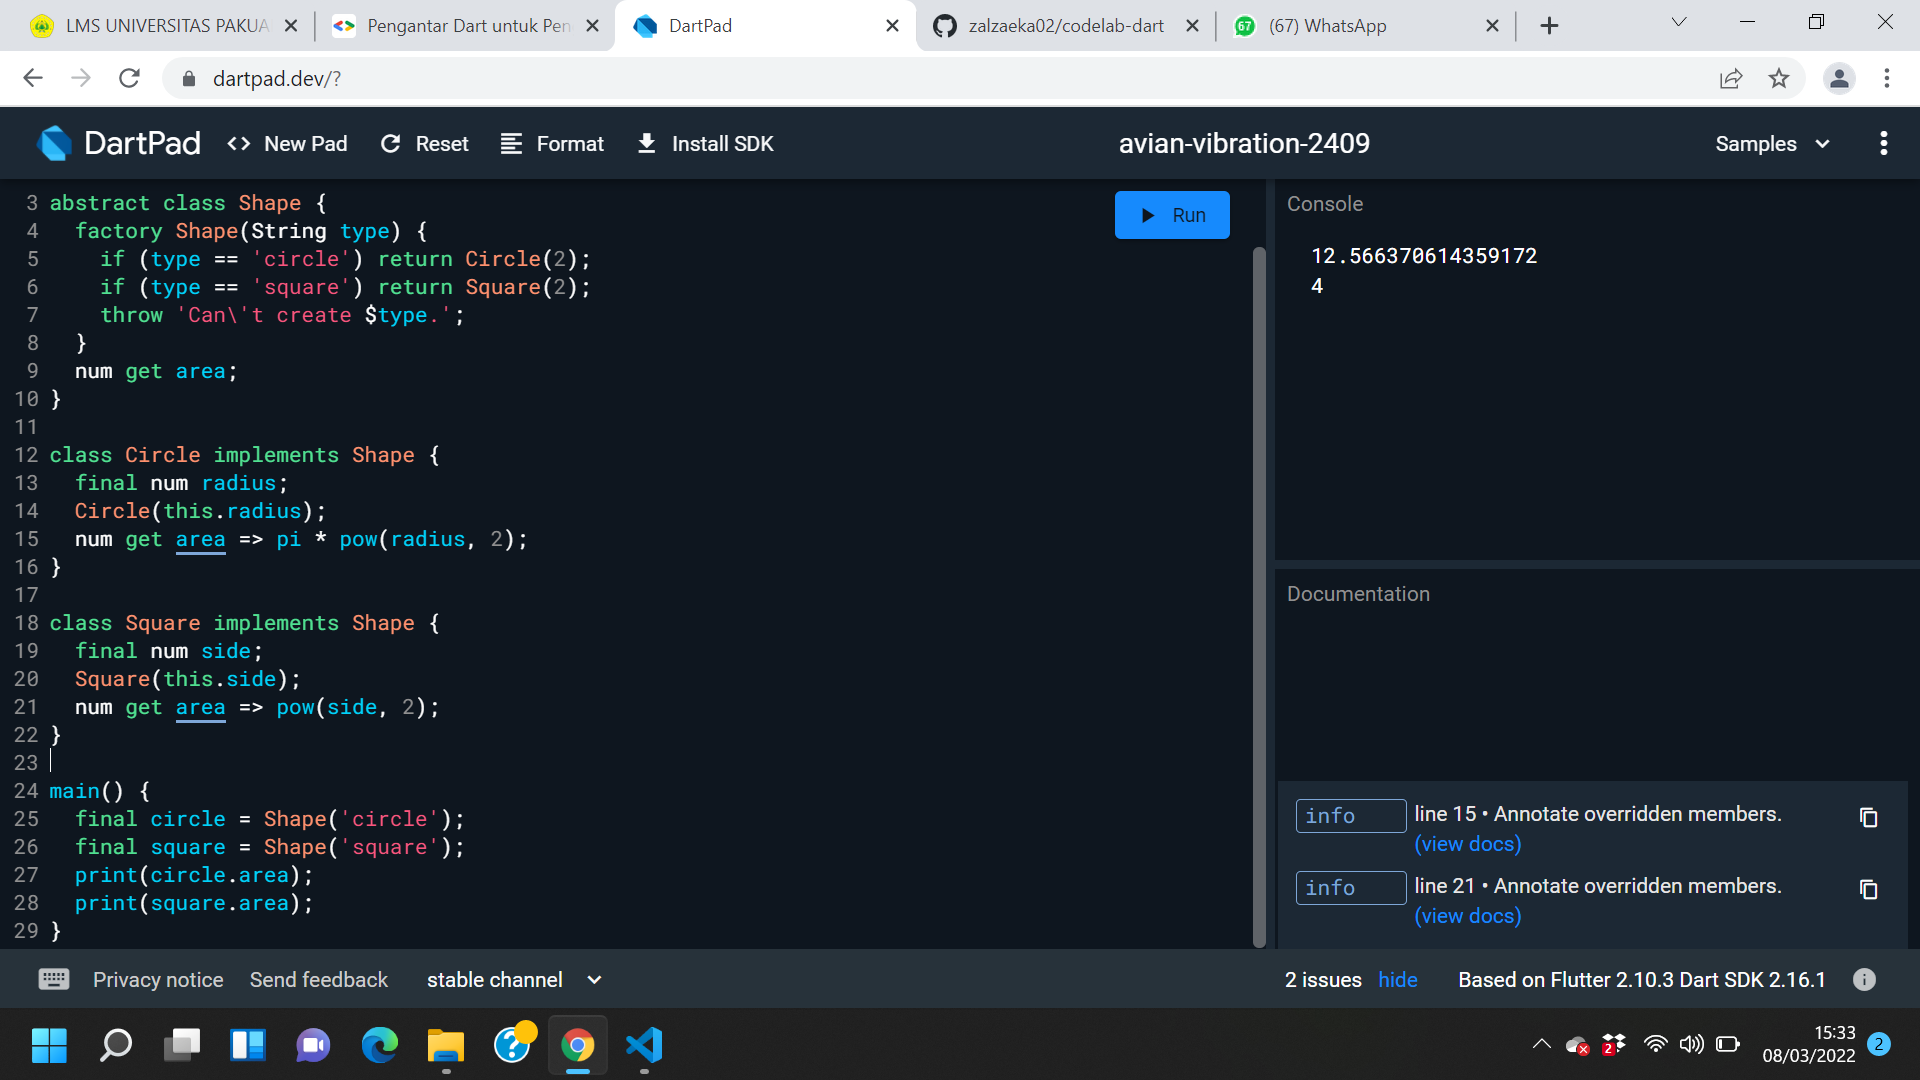 LMS UNIVERSITAS PAKUA
Pengantar Dart untuk Pen
DartPad
zalzaeka02/codelab-dart
67
(67) WhatsApp
dartpad.dev/?
DartPad
<> New Pad
Reset
Format
Install SDK
avian-vibration-2409
Samples
3 abstract class Shape {
4 factory Shape(String type) {
5 if (type == 'circle') return Circle(2);
6 if (type == 'square') return Square(2);
7 throw 'Can\'t create $type.';
8 }
9 num get area;
10 }
11
12 class Circle implements Shape {
13 final num radius;
14 Circle(this.radius);
15 num get area => pi * pow(radius, 2);
16 }
17
18 class Square implements Shape {
19 final num side;
20 Square(this.side);
21 num get area => pow(side, 2);
22 }
23
24 main() {
25 final circle = Shape('circle');
26 final square = Shape('square');
27 print(circle.area);
28 print(square.area);
29 }
Run
Console
12.566370614359172
4
Documentation
info line 15 • Annotate overridden members.
(view docs)
info line 21 • Annotate overridden members.
(view docs)
Privacy notice
Send feedback
stable channel
2 issues hide
Based on Flutter 2.10.3 Dart SDK 2.16.1
2
15:33
08/03/2022
2